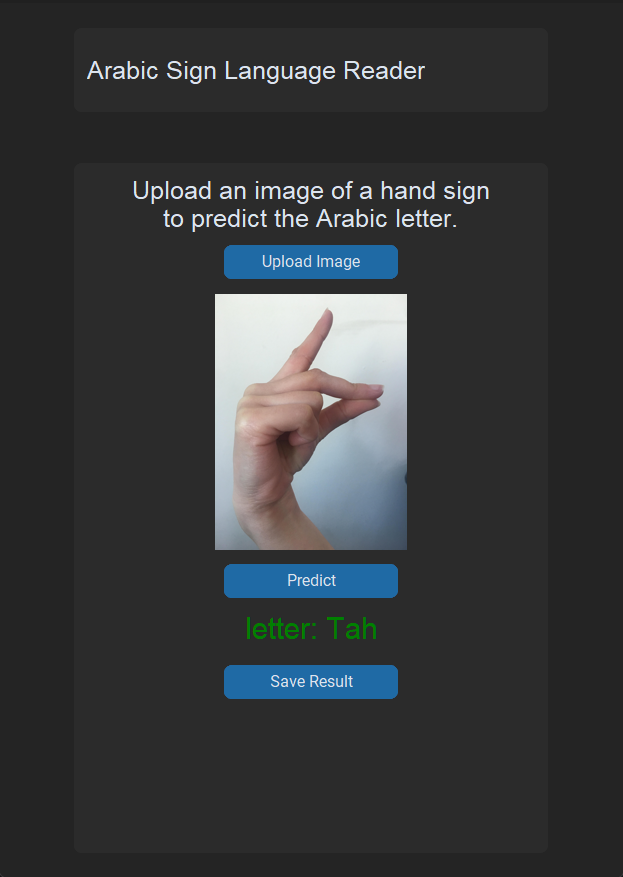 Arabic Sign Language Reader
Upload an image of a hand sign
to predict the Arabic letter.
Upload Image
Predict
letter: Tah
Save Result